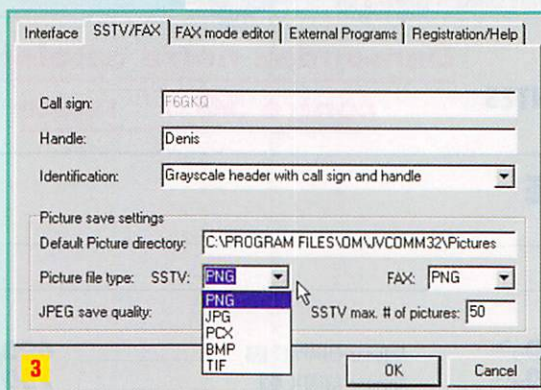 Interface SSTV/FAX FAX mode editor External Programs Registration/Help
Call sign: F6GKQ
Handle: Denis
Identification: Grayscale header with call sign and handle
Picture save settings
Default Picture directory: C:\PROGRAM FILES\OM\JVCOMM32\Pictures
Picture file type: SSTV: PNG FAX: PNG
PNG
JPEG save quality: JPG SSTV max. # of pictures: 50
PCX
BMP
TIF
3 OK Cancel